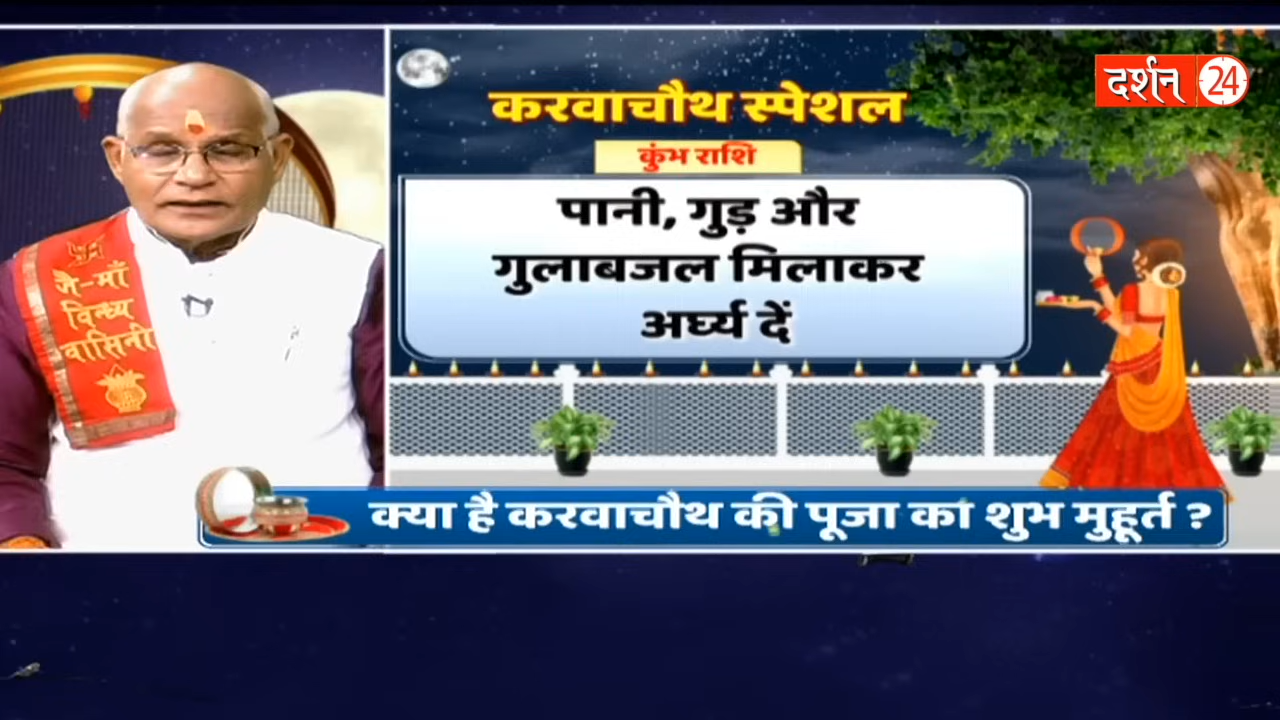 दर्शन 24
करवाचौथ स्पेशल
कुंभ राशि
पानी, गुड़ और
गुलाबजल मिलाकर
अर्घ्य दें
जै-माँ
विन्ध्य
वासिनी
क्या है करवाचौथ की पूजा का शुभ मुहूर्त ?